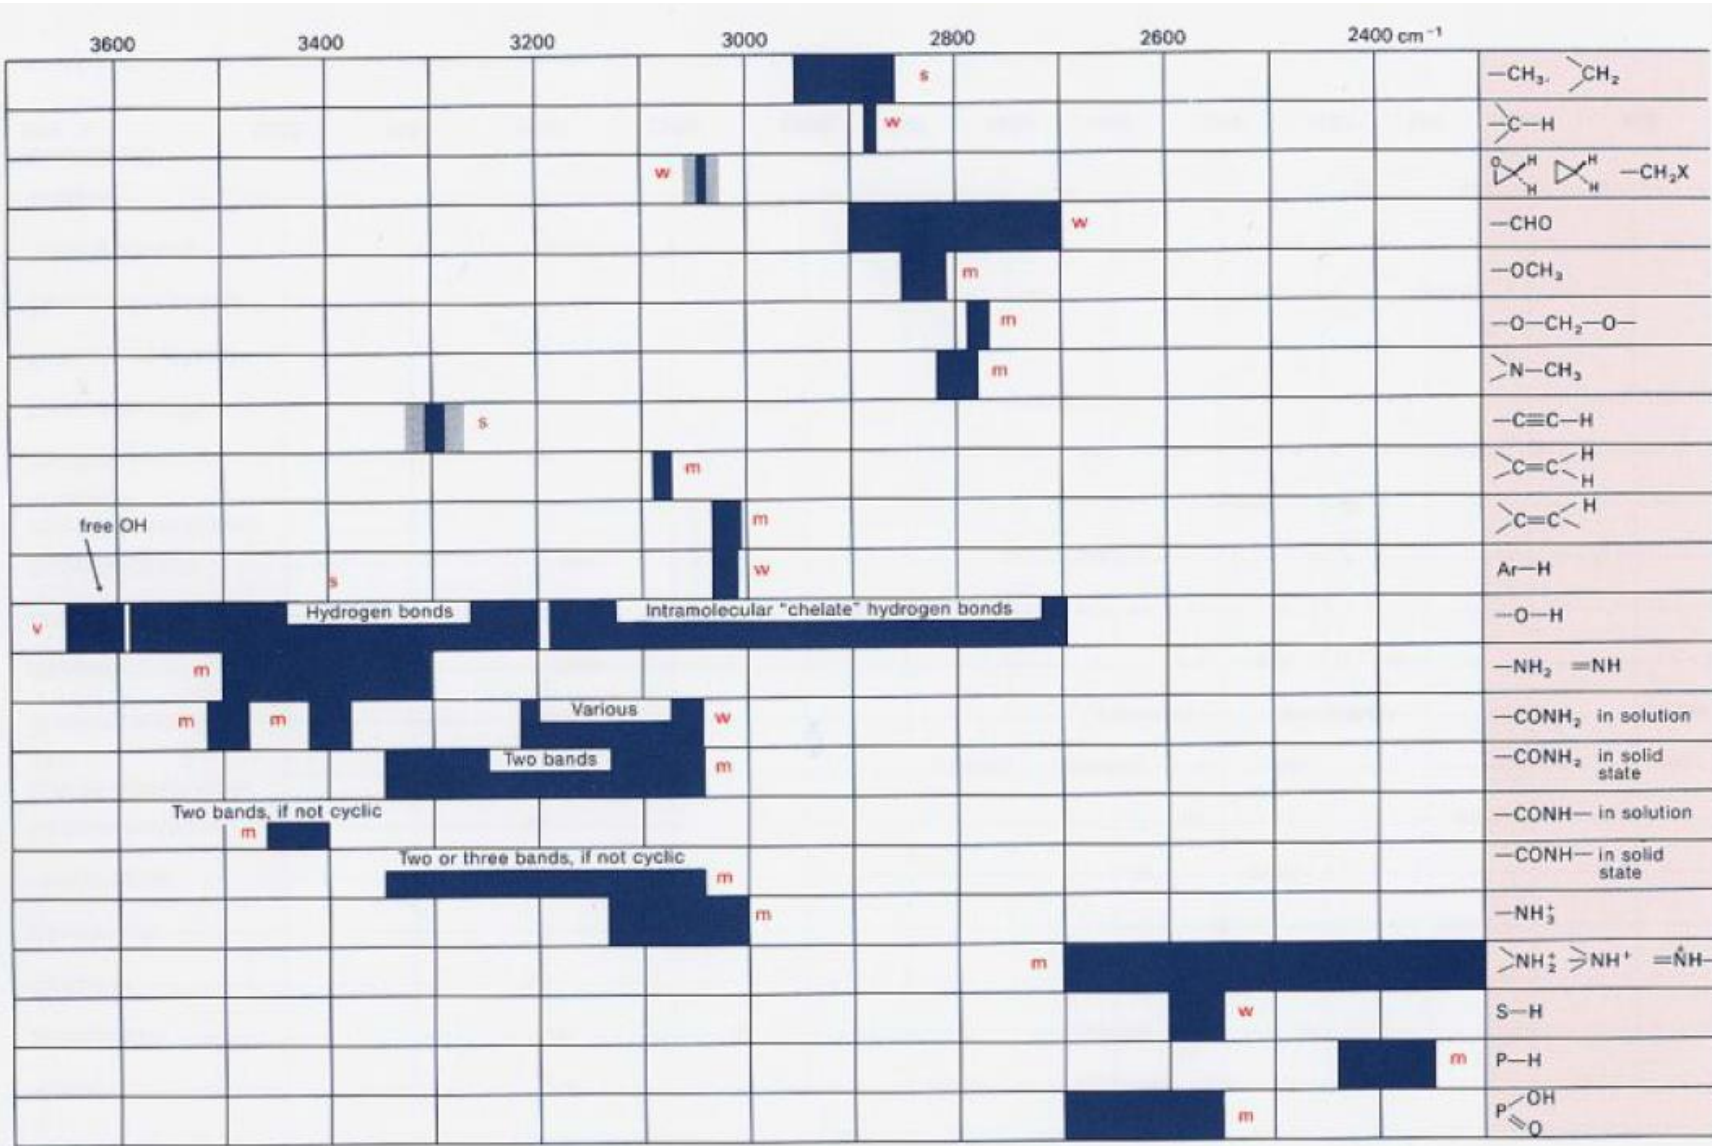 3600 3400 3200 3000 2800 2600 2400 cm⁻¹
s —CH₃, >CH₂
w —C—H
w O H H H H —CH₂X
—CHO w
m —OCH₃
m —O—CH₂—O—
m >N—CH₃
s —C≡C—H
m >C=C H H
free OH m >C=C H
s w Ar—H
v Hydrogen bonds Intramolecular "chelate" hydrogen bonds —O—H
m —NH₂ =NH
m m Various w —CONH₂ in solution
Two bands m —CONH₂ in solid state
Two bands, if not cyclic
m —CONH— in solution
Two or three bands, if not cyclic
m —CONH— in solid state
m —NH₃⁺
m >NH₂⁺ >NH⁺ =NH—
w S—H
m P—H
m P OH O